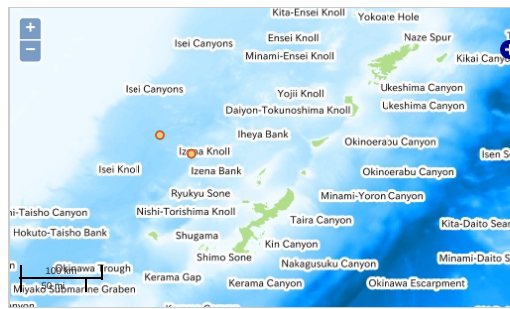 Kita-Ensei Knoll
Yokoate Hole
+
Ensei Knoll
Naze Spur
Isei Canyons
−
Minami-Ensei Knoll
Kikai Canyo
Isei Canyons
Yojii Knoll
Ukeshima Canyon
Daiyon-Tokunoshima Knoll
Ukeshima Canyon
Iheya Bank
Okinoerabu Canyon
Izena Knoll
Isen S
Isei Knoll
Izena Bank
Okinoerabu Canyon
Ryukyu Sone
Minami-Yoron Canyon
ni-Taisho Canyon
Nishi-Torishima Knoll
Taira Canyon
Kita-Daito Sear
Hokuto-Taisho Bank
Shugama
Kin Canyon
Shimo Sone
Nakagusuku Canyon
Minami-Daito S
n
Okinawa Trough
100 km
Kerama Gap
Kerama Canyon
Okinawa Escarpment
50 mi
Miyako Submarine Graben
anyon